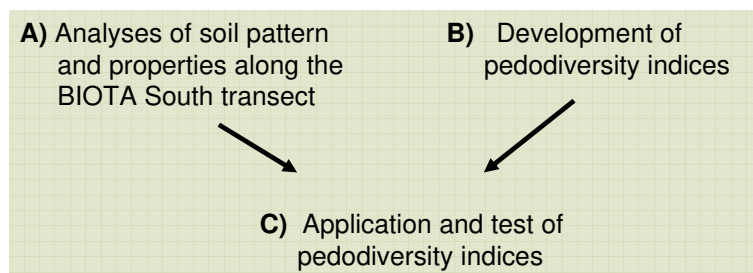 A) Analyses of soil pattern
and properties along the
BIOTA South transect
B) Development of
pedodiversity indices
C) Application and test of
pedodiversity indices